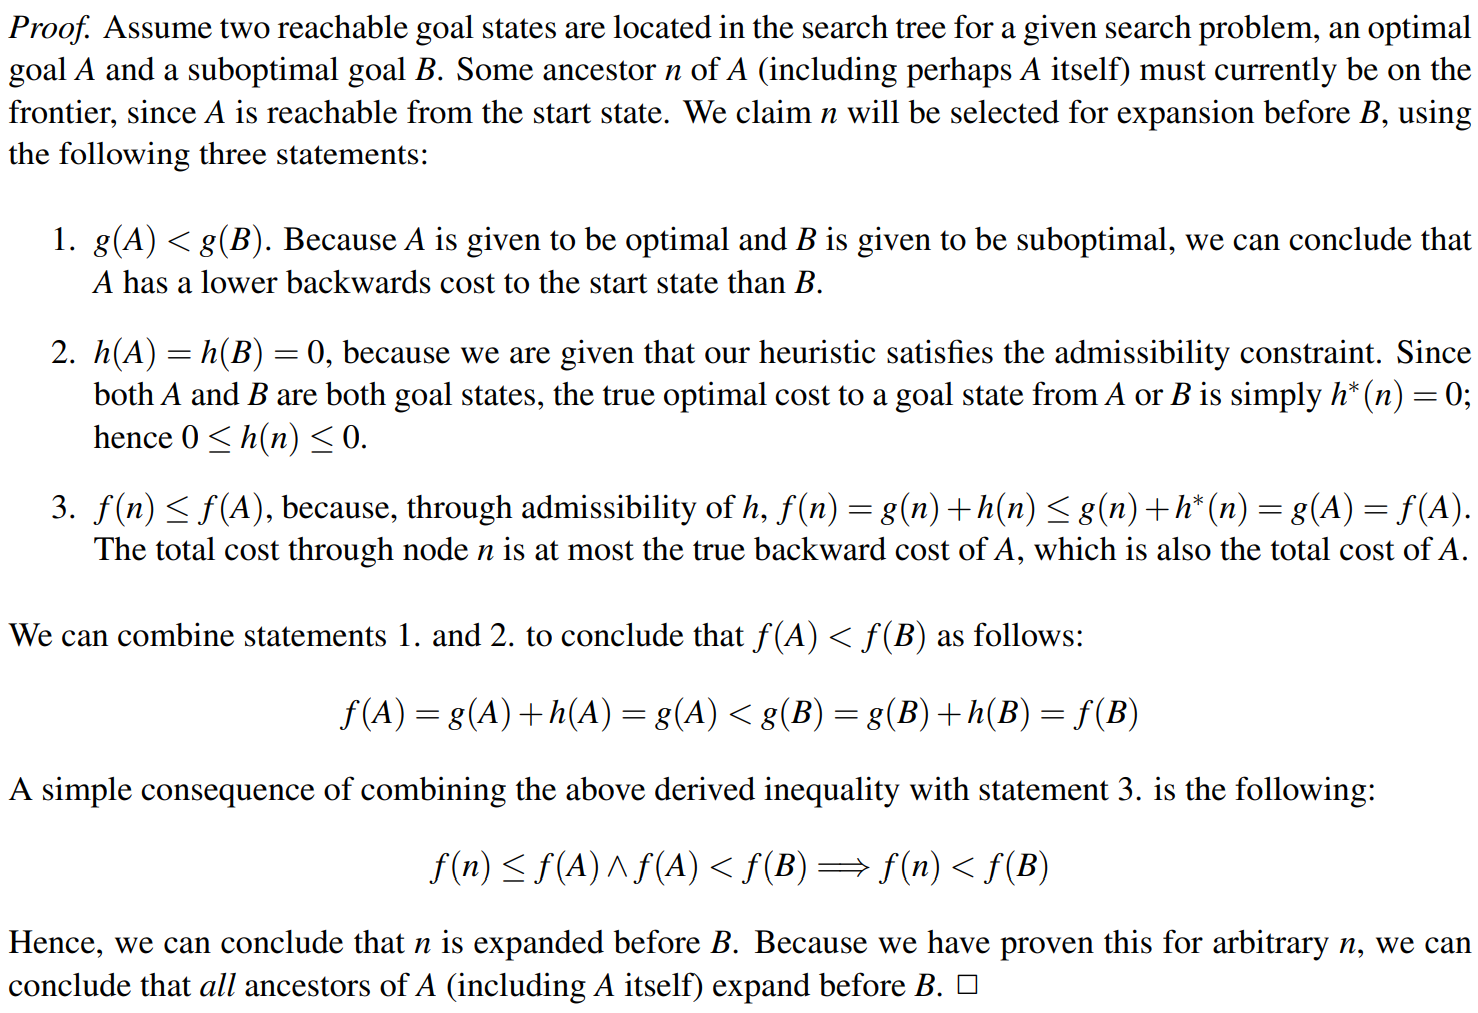 Proof. Assume two reachable goal states are located in the search tree for a given search problem, an optimal
goal A and a suboptimal goal B. Some ancestor n of A (including perhaps A itself) must currently be on the
frontier, since A is reachable from the start state. We claim n will be selected for expansion before B, using
the following three statements:
1. g(A) < g(B). Because A is given to be optimal and B is given to be suboptimal, we can conclude that
A has a lower backwards cost to the start state than B.
2. h(A) = h(B) = 0, because we are given that our heuristic satisfies the admissibility constraint. Since
both A and B are both goal states, the true optimal cost to a goal state from A or B is simply h*(n) = 0;
hence 0 ≤ h(n) ≤ 0.
3. f(n) ≤ f(A), because, through admissibility of h, f(n) = g(n) + h(n) ≤ g(n) + h*(n) = g(A) = f(A).
The total cost through node n is at most the true backward cost of A, which is also the total cost of A.
We can combine statements 1. and 2. to conclude that f(A) < f(B) as follows:
f(A) = g(A) + h(A) = g(A) < g(B) = g(B) + h(B) = f(B)
A simple consequence of combining the above derived inequality with statement 3. is the following:
f(n) ≤ f(A) ∧ f(A) < f(B) ⟹ f(n) < f(B)
Hence, we can conclude that n is expanded before B. Because we have proven this for arbitrary n, we can
conclude that all ancestors of A (including A itself) expand before B. □